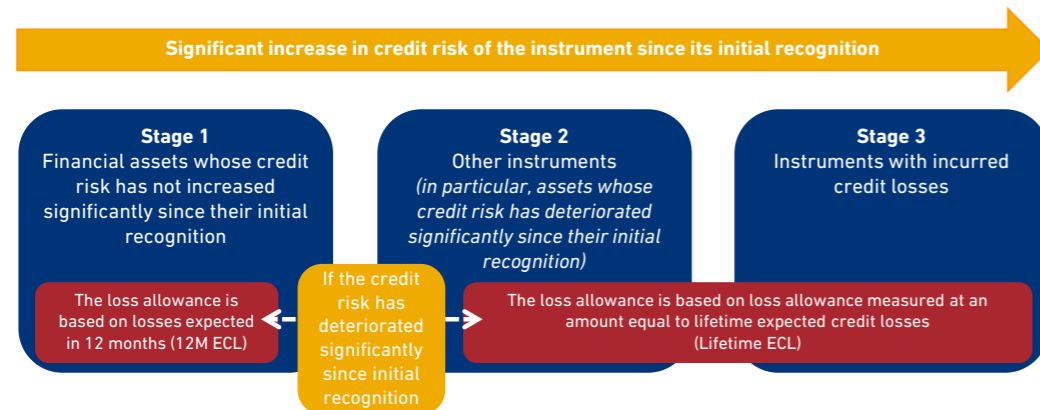 Significant increase in credit risk of the instrument since its initial recognition
Stage 1
Financial assets whose credit
risk has not increased
significantly since their initial
recognition
The loss allowance is
based on losses expected
in 12 months (12M ECL)
If the credit
risk has
deteriorated
significantly
since initial
recognition
Stage 2
Other instruments
(in particular, assets whose
credit risk has deteriorated
significantly since their initial
recognition)
Stage 3
Instruments with incurred
credit losses
The loss allowance is based on loss allowance measured at an
amount equal to lifetime expected credit losses
(Lifetime ECL)